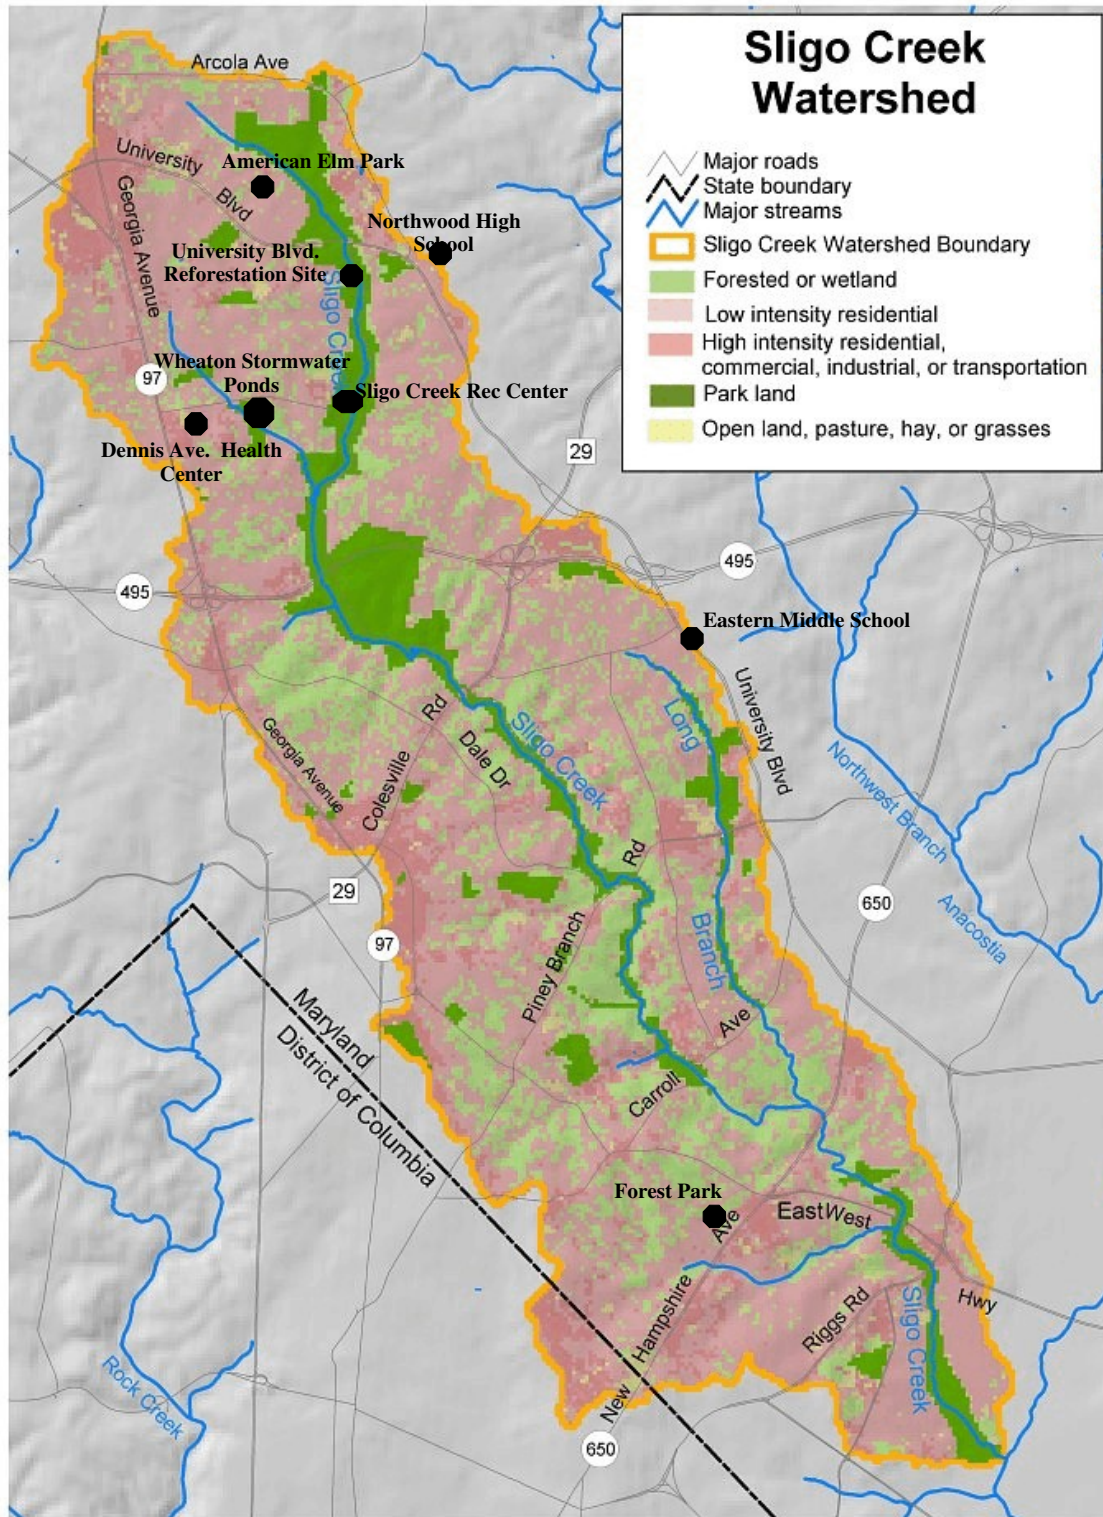 Sligo Creek
Watershed
Major roads
State boundary
Major streams
Sligo Creek Watershed Boundary
Forested or wetland
Low intensity residential
High intensity residential,
commercial, industrial, or transportation
Park land
Open land, pasture, hay, or grasses
Arcola Ave
University
Blvd
American Elm Park
Georgia Avenue
Northwood High
School
University Blvd.
Reforestation Site
Sligo Creek
Wheaton Stormwater
Ponds
97
Sligo Creek Rec Center
Dennis Ave. Health
Center
29
495
495
Eastern Middle School
University Blvd
Long
Branch
Rd
Colesville
Dale Dr
Sligo Creek
Georgia Avenue
Northwest Branch
Anacostia
Rd
Piney Branch
29
650
97
Maryland
District of Columbia
Ave
Carroll
Forest Park
Ave
EastWest
Hwy
New Hampshire
Riggs Rd
Sligo Creek
Rock Creek
650